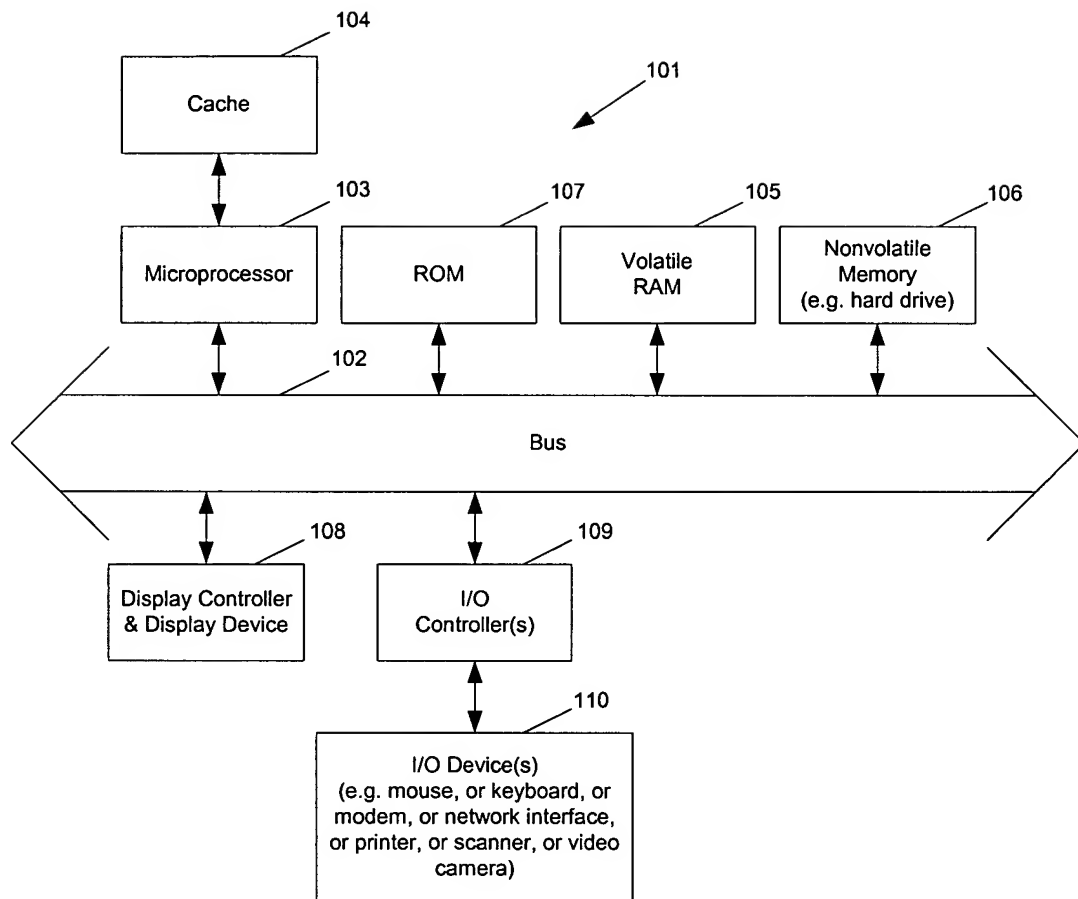 104
Cache
101
103
107
105
106
Microprocessor
ROM
Volatile
RAM
Nonvolatile
Memory
(e.g. hard drive)
102
Bus
108
109
Display Controller
& Display Device
I/O
Controller(s)
110
I/O Device(s)
(e.g. mouse, or keyboard, or
modem, or network interface,
or printer, or scanner, or video
camera)